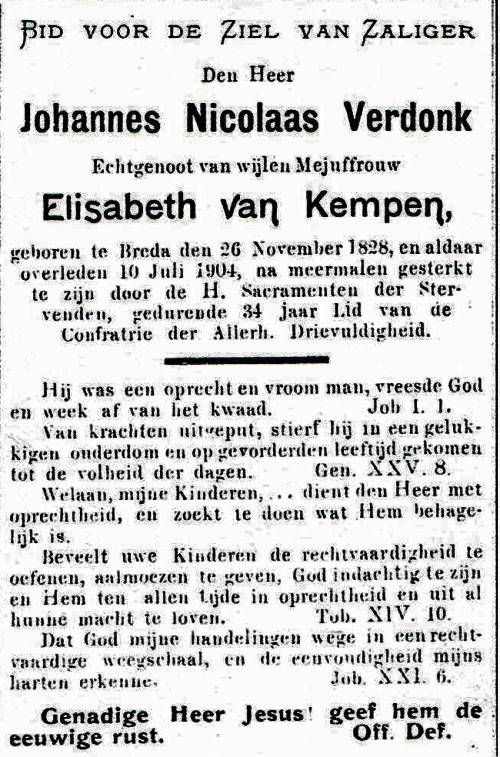 BID VOOR DE ZIEL VAN ZALIGER
Den Heer
Johannes Nicolaas Verdonk
Echtgenoot van wijlen Mejuffrouw
Elisabeth van Kempen,
geboren te Breda den 26 November 1828, en aldaar
overleden 10 Juli 1904, na meermalen gesterkt
te zijn door de H. Sacramenten der Ster-
venden, gedurende 34 jaar Lid van de
Confratrie der Allerh. Drievuldigheid.
Hij was een oprecht en vroom man, vreesde God
en week af van het kwaad. Job I. 1.
Van krachten uitgeput, stierf hij in een geluk-
kigen ouderdom en op gevorderden leeftijd gekomen
tot de volheid der dagen. Gen. XXV. 8.
Welaan, mijne Kinderen, ... dient den Heer met
oprechtheid, en zoekt te doen wat Hem behage-
lijk is.
Beveelt uwe Kinderen de rechtvaardigheid te
oefenen, aalmoezen te geven, God indachtig te zijn
en Hem ten allen tijde in oprechtheid en uit al
hunne macht te loven. Tob. XIV. 10.
Dat God mijne handelingen wege in een recht-
vaardige weegschaal, en de eenvoudigheid mijns
harten erkenne. Job. XXI. 6.
Genadige Heer Jesus! geef hem de
eeuwige rust. Off. Def.